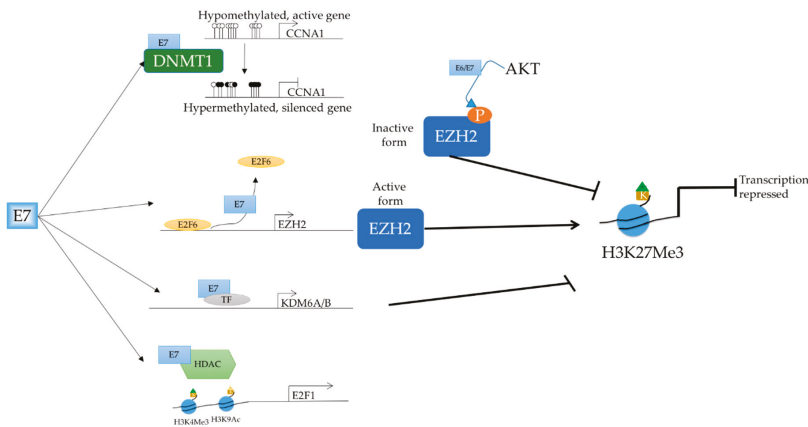 Hypomethylated, active gene
E7
CCNA1
DNMT1
CCNA1
Hypermethylated, silenced gene
E6/E7
AKT
P
Inactive
form
EZH2
E2F6
E7
E7
E2F6
EZH2
Active
form
EZH2
K
Transcription
repressed
H3K27Me3
E7
TF
KDM6A/B
E7
HDAC
E2F1
H3K4Me3
H3K9Ac